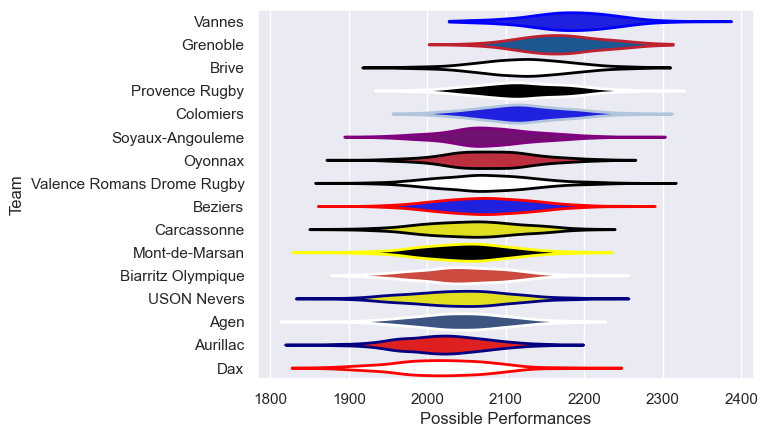 Vannes
Grenoble
Brive
Provence Rugby
Colomiers
Soyaux-Angouleme
Oyonnax
Valence Romans Drome Rugby
Beziers
Carcassonne
Mont-de-Marsan
Biarritz Olympique
USON Nevers
Agen
Aurillac
Dax
Team
1800 1900 2000 2100 2200 2300 2400
Possible Performances